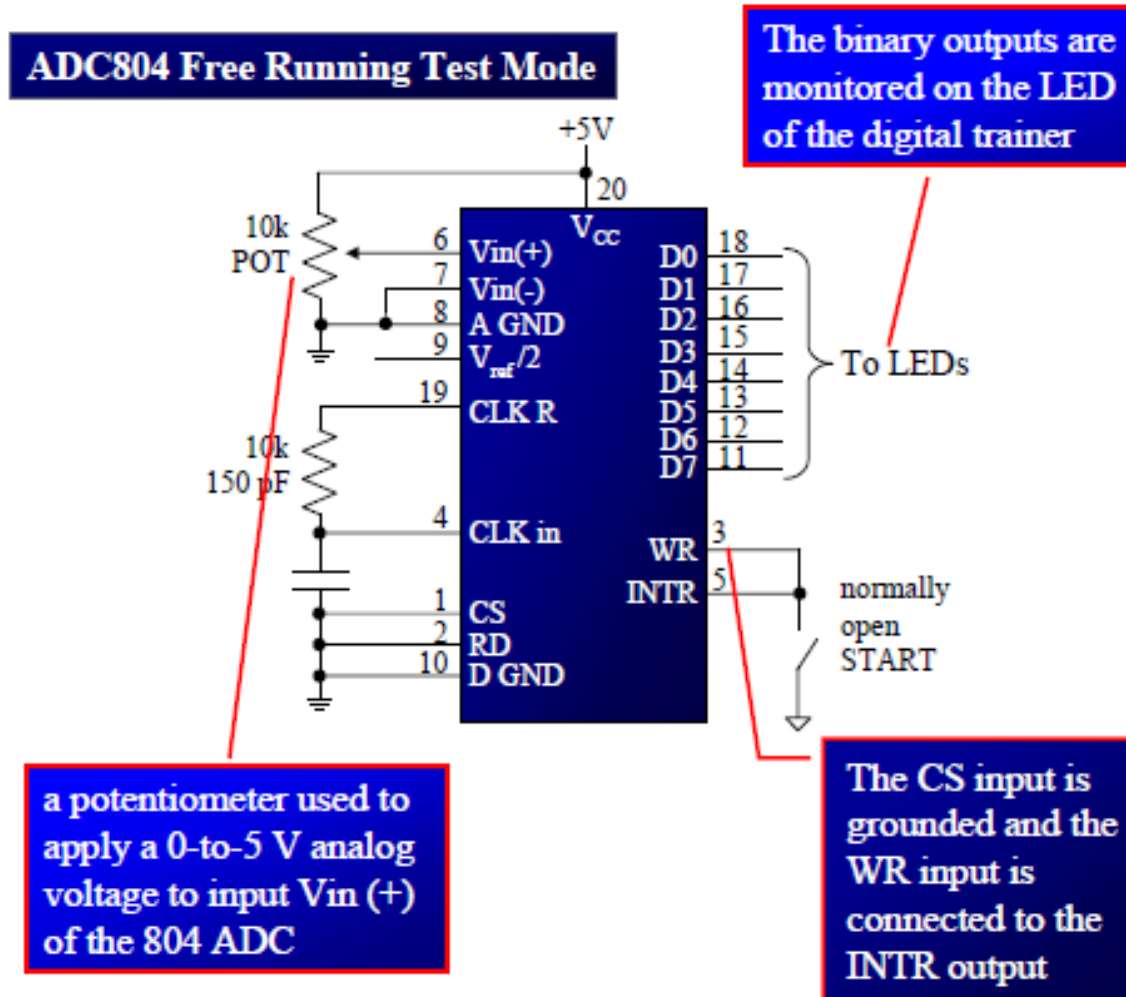 ADC804 Free Running Test Mode
The binary outputs are
monitored on the LED
of the digital trainer
+5V
20
VCC
10k
POT
6
Vin(+)
7
Vin(-)
8
A GND
9
Vref/2
19
CLK R
10k
150 pF
4
CLK in
1
CS
2
RD
10
D GND
D0
18
D1
17
D2
16
D3
15
D4
14
D5
13
D6
12
D7
11
To LEDs
WR
3
INTR
5
normally
open
START
a potentiometer used to
apply a 0-to-5 V analog
voltage to input Vin (+)
of the 804 ADC
The CS input is
grounded and the
WR input is
connected to the
INTR output